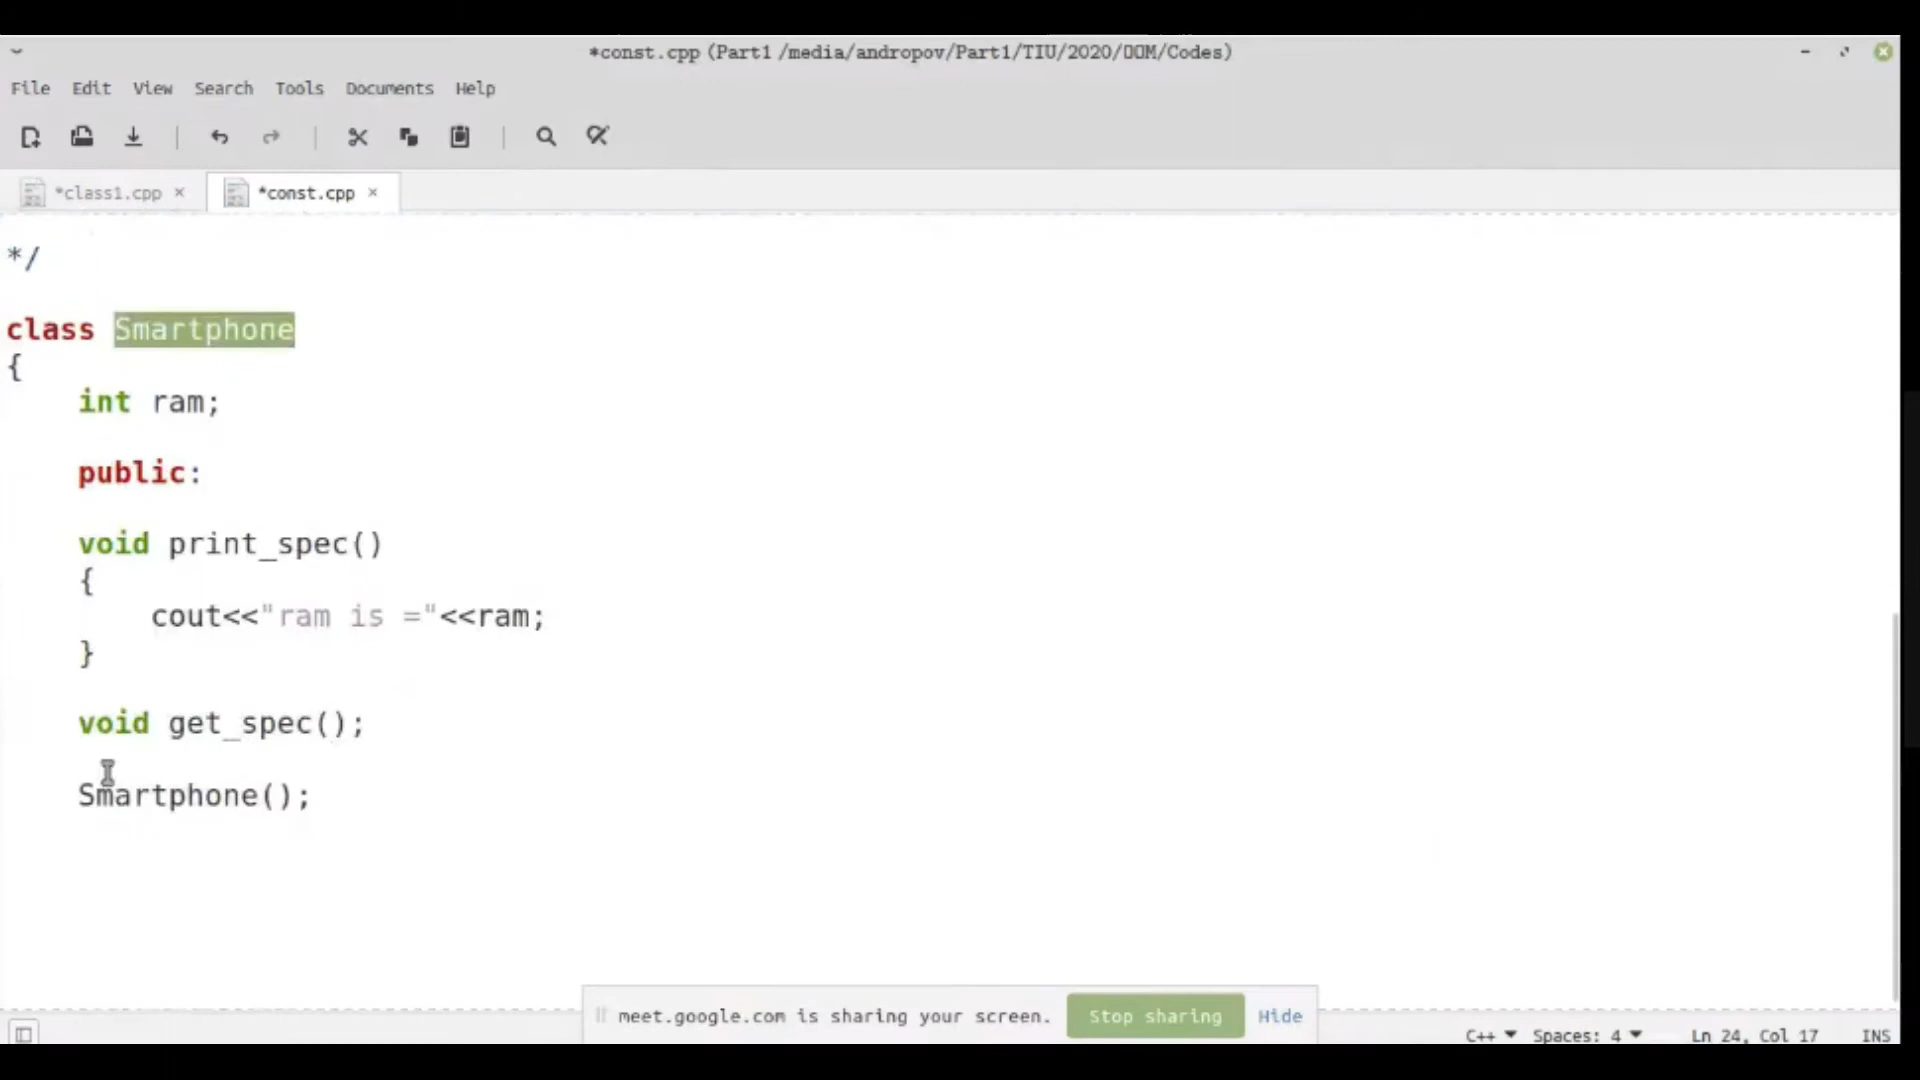 *const.cpp (Part1 /media/andropov/Part1/TIU/2020/OOM/Codes)
File Edit View Search Tools Documents Help
*class1.cpp × *const.cpp ×
*/
class Smartphone
{
int ram;
public:
void print_spec()
{
cout<<"ram is ="<<ram;
}
void get_spec();
Smartphone();
meet.google.com is sharing your screen. Stop sharing Hide
C++ Spaces: 4 Ln 24, Col 17 INS